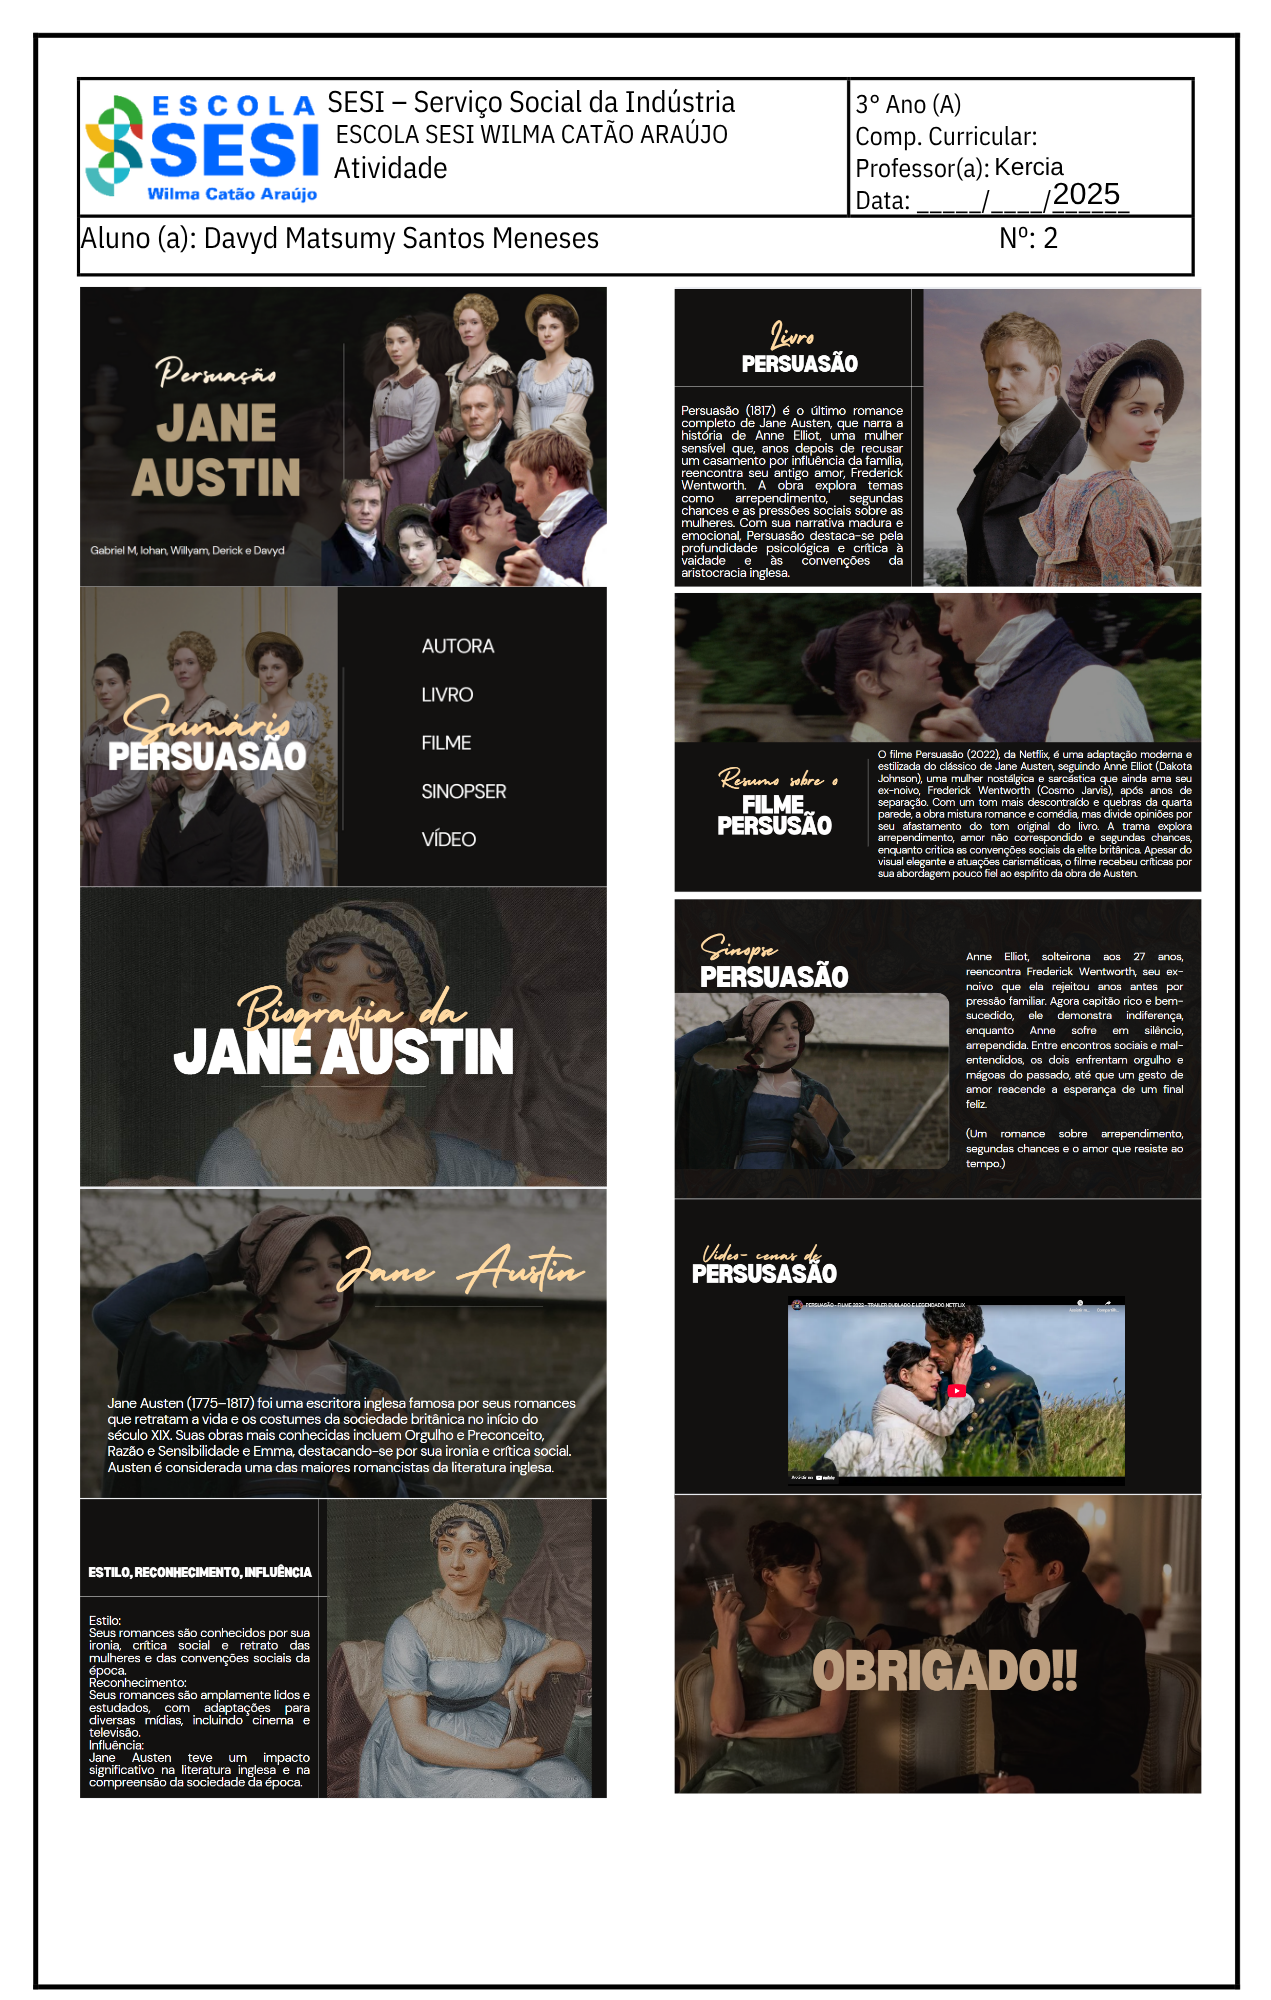 ESCOLA
SESI
Wilma Catão Araújo
SESI – Serviço Social da Indústria
ESCOLA SESI WILMA CATÃO ARAÚJO
Atividade
3° Ano (A)
Comp. Curricular:
Professor(a): Kercia
Data: _____/____/2025
Aluno (a): Davyd Matsumy Santos Meneses Nº: 2
Persuação
JANE
AUSTIN
Gabriel M, Iohan, Willyam, Derick e Davyd
Sumário
PERSUASÃO
AUTORA
LIVRO
FILME
SINOPSER
VÍDEO
Biografia da
JANE AUSTIN
Jane Austin
Jane Austen (1775–1817) foi uma escritora inglesa famosa por seus romances
que retratam a vida e os costumes da sociedade britânica no início do
século XIX. Suas obras mais conhecidas incluem Orgulho e Preconceito,
Razão e Sensibilidade e Emma, destacando-se por sua ironia e crítica social.
Austen é considerada uma das maiores romancistas da literatura inglesa.
ESTILO, RECONHECIMENTO, INFLUÊNCIA
Estilo:
Seus romances são conhecidos por sua
ironia, crítica social e retrato das
mulheres e das convenções sociais da
época.
Reconhecimento:
Seus romances são amplamente lidos e
estudados, com adaptações para
diversas mídias, incluindo cinema e
televisão.
Influência:
Jane Austen teve um impacto
significativo na literatura inglesa e na
compreensão da sociedade da época.
Livro
PERSUASÃO
Persuasão (1817) é o último romance
completo de Jane Austen, que narra a
história de Anne Elliot, uma mulher
sensível que, anos depois de recusar
um casamento por influência da família,
reencontra seu antigo amor, Frederick
Wentworth. A obra explora temas
como arrependimento, segundas
chances e as pressões sociais sobre as
mulheres. Com sua narrativa madura e
emocional, Persuasão destaca-se pela
profundidade psicológica e crítica à
vaidade e às convenções da
aristocracia inglesa.
Resumo sobre o
FILME
PERSUSÃO
O filme Persuasão (2022), da Netflix, é uma adaptação moderna e
estilizada do clássico de Jane Austen, seguindo Anne Elliot (Dakota
Johnson), uma mulher nostálgica e sarcástica que ainda ama seu
ex-noivo, Frederick Wentworth (Cosmo Jarvis), após anos de
separação. Com um tom mais descontraído e quebras da quarta
parede, a obra mistura romance e comédia, mas divide opiniões por
seu afastamento do tom original do livro. A trama explora
arrependimento, amor não correspondido e segundas chances,
enquanto critica as convenções sociais da elite britânica. Apesar do
visual elegante e atuações carismáticas, o filme recebeu críticas por
sua abordagem pouco fiel ao espírito da obra de Austen.
Sinopse
PERSUASÃO
Anne Elliot, solteirona aos 27 anos,
reencontra Frederick Wentworth, seu ex-
noivo que ela rejeitou anos antes por
pressão familiar. Agora capitão rico e bem-
sucedido, ele demonstra indiferença,
enquanto Anne sofre em silêncio,
arrependida. Entre encontros sociais e mal-
entendidos, os dois enfrentam orgulho e
mágoas do passado, até que um gesto de
amor reacende a esperança de um final
feliz.
(Um romance sobre arrependimento,
segundas chances e o amor que resiste ao
tempo.)
Video- cenas de
PERSUSASÃO
PERSUASÃO - FILME 2022 - TRAILER DUBLADO E LEGENDADO NETFLIX
OBRIGADO!!